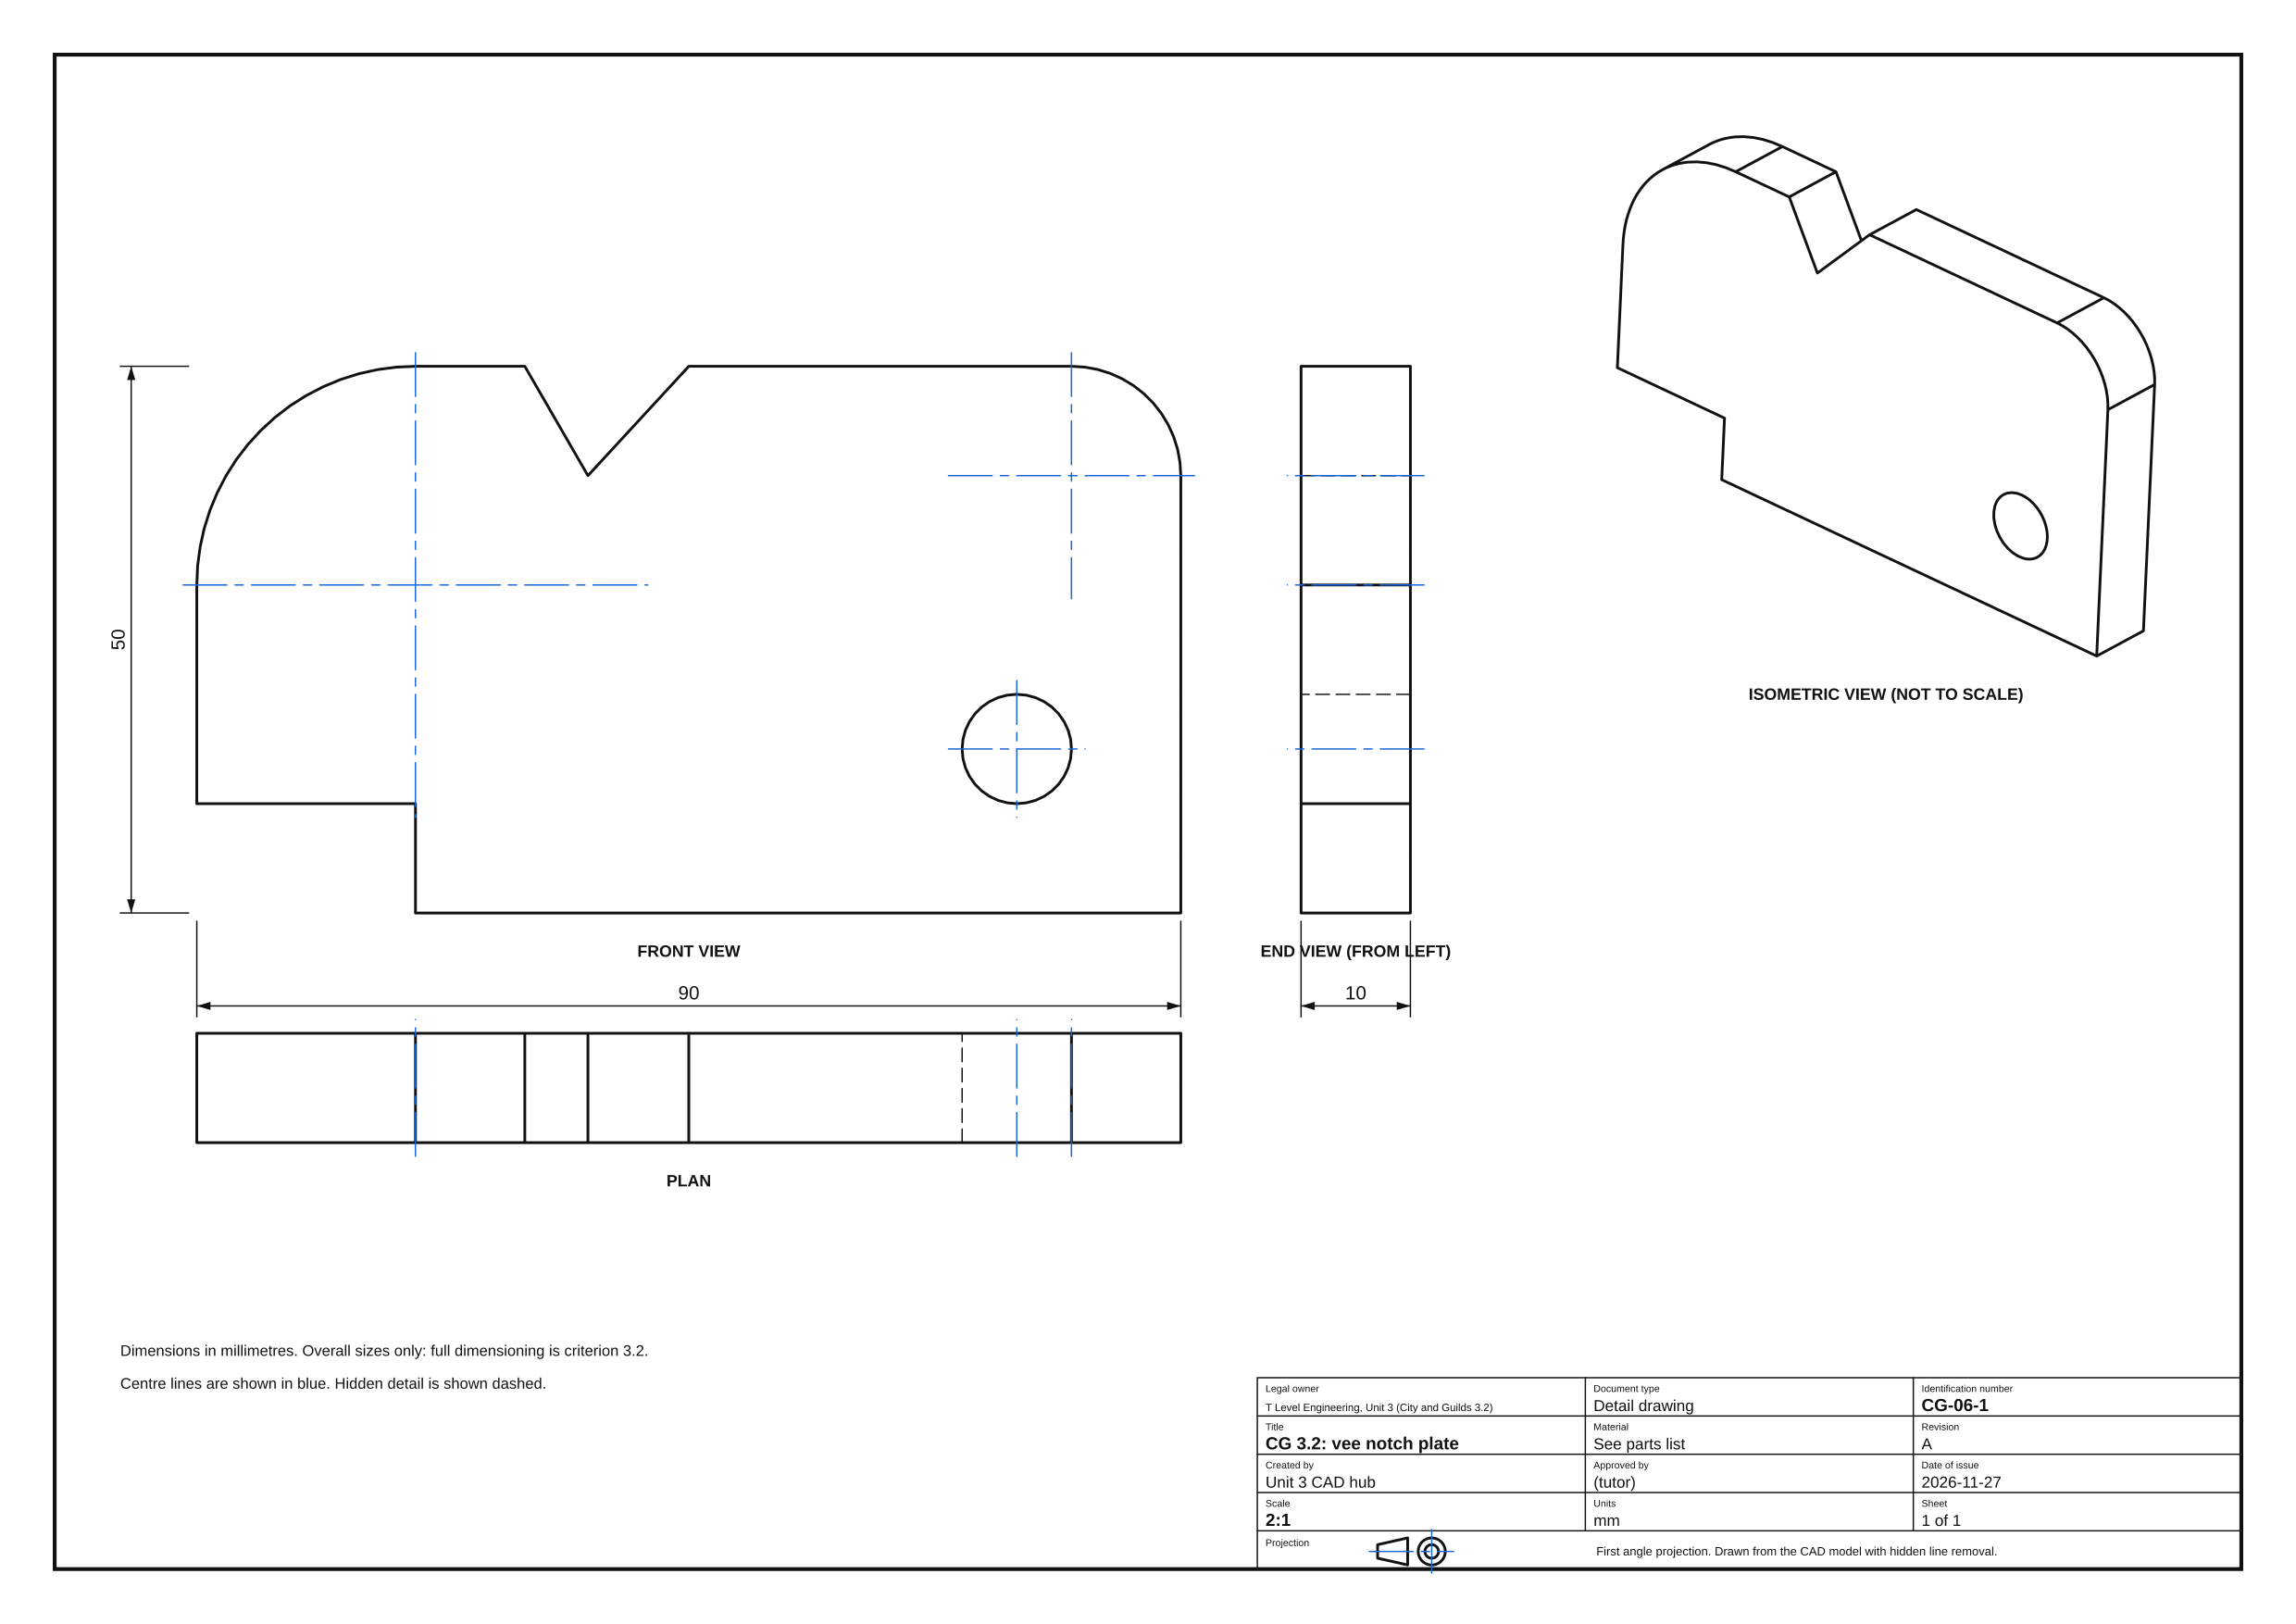 ISOMETRIC VIEW (NOT TO SCALE)
50
FRONT VIEW
END VIEW (FROM LEFT)
90
10
PLAN
Dimensions in millimetres. Overall sizes only: full dimensioning is criterion 3.2.
Centre lines are shown in blue. Hidden detail is shown dashed.
Legal owner
T Level Engineering, Unit 3 (City and Guilds 3.2)
Document type
Detail drawing
Identification number
CG-06-1
Title
CG 3.2: vee notch plate
Material
See parts list
Revision
A
Created by
Unit 3 CAD hub
Approved by
(tutor)
Date of issue
2026-11-27
Scale
2:1
Units
mm
Sheet
1 of 1
Projection
First angle projection. Drawn from the CAD model with hidden line removal.